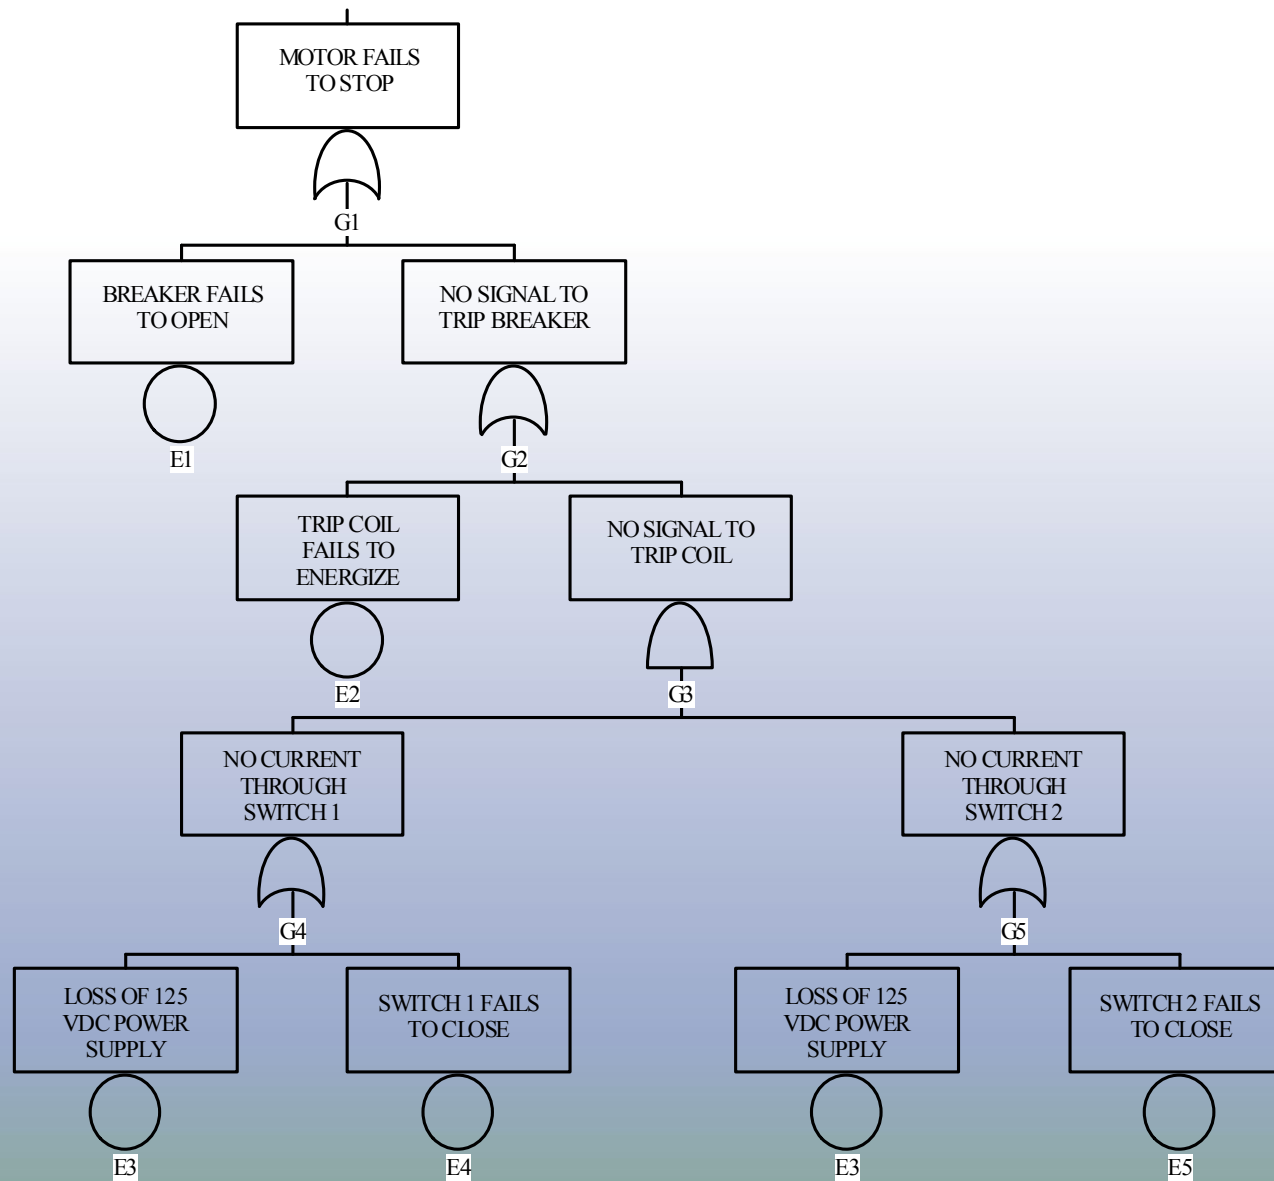 MOTOR FAILS
TO STOP
G1
BREAKER FAILS
TO OPEN
NO SIGNAL TO
TRIP BREAKER
E1
G2
TRIP COIL
FAILS TO
ENERGIZE
NO SIGNAL TO
TRIP COIL
E2
G3
NO CURRENT
THROUGH
SWITCH 1
NO CURRENT
THROUGH
SWITCH 2
G4
G5
LOSS OF 125
VDC POWER
SUPPLY
SWITCH 1 FAILS
TO CLOSE
LOSS OF 125
VDC POWER
SUPPLY
SWITCH 2 FAILS
TO CLOSE
E3
E4
E3
E5